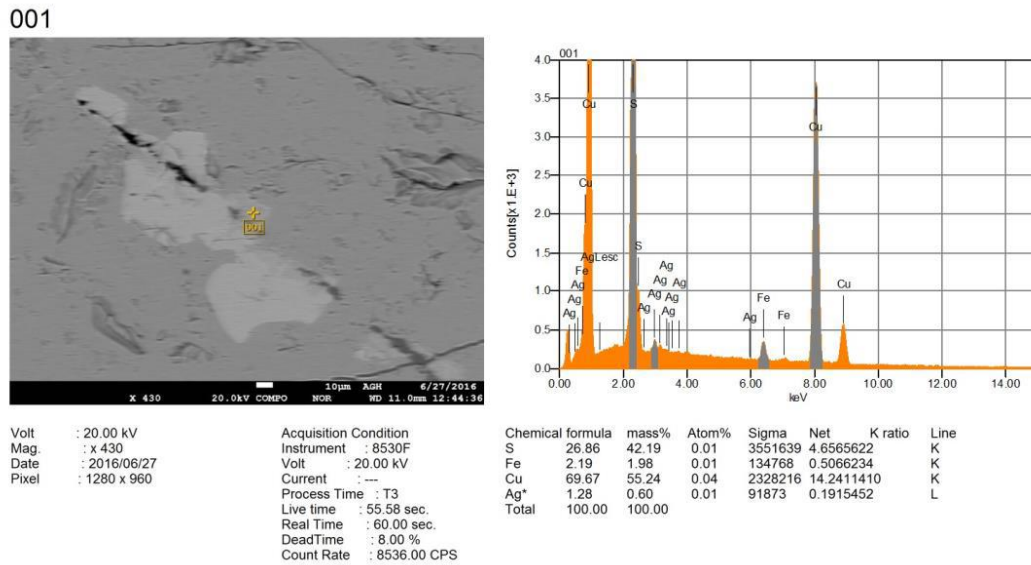 001
001
10µm AGH 6/27/2016
X 430 20.0kV COMPO NOR WD 11.0mm 12:44:36
001
Counts[x1.E+3]
4.0
3.5
3.0
2.5
2.0
1.5
1.0
0.5
0.0
Cu
Cu
AgLesc
Fe
Ag
Ag
Ag
S
S
Ag
Ag
Ag
Ag
Ag
Ag
Ag
Fe
Fe
Cu
Cu
0.00 2.00 4.00 6.00 8.00 10.00 12.00 14.00
keV
Volt : 20.00 kV
Mag. : x 430
Date : 2016/06/27
Pixel : 1280 x 960
Acquisition Condition
Instrument : 8530F
Volt : 20.00 kV
Current : ---
Process Time : T3
Live time : 55.58 sec.
Real Time : 60.00 sec.
DeadTime : 8.00 %
Count Rate : 8536.00 CPS
Chemical formula mass% Atom% Sigma Net K ratio Line
S 26.86 42.19 0.01 3551639 4.6565622 K
Fe 2.19 1.98 0.01 134768 0.5066234 K
Cu 69.67 55.24 0.04 2328216 14.2411410 K
Ag* 1.28 0.60 0.01 91873 0.1915452 L
Total 100.00 100.00